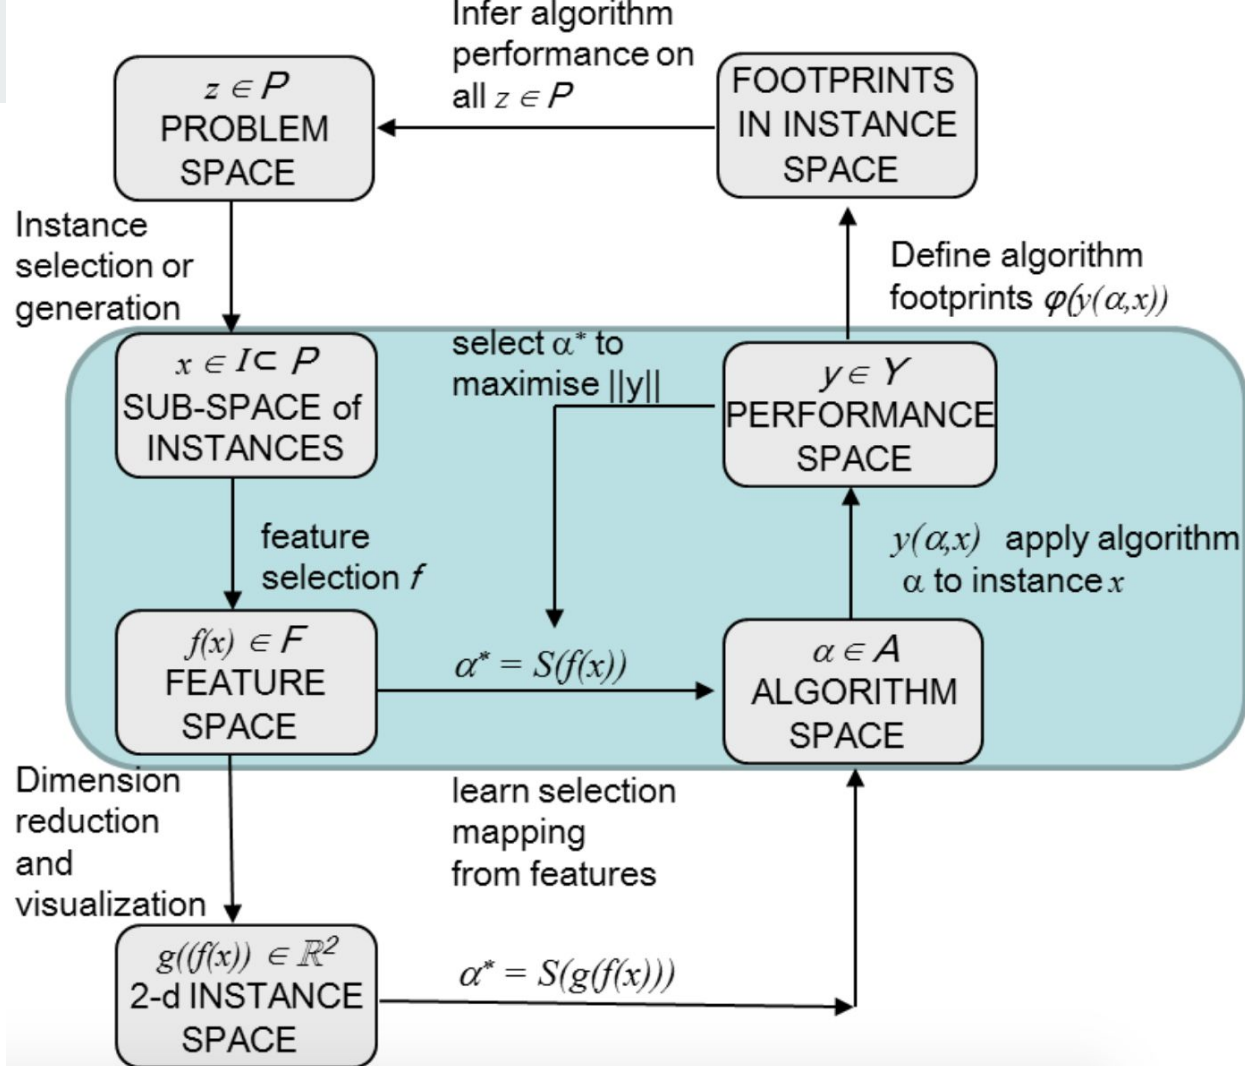 Infer algorithm
performance on
all z ∈ P
z ∈ P
PROBLEM
SPACE
FOOTPRINTS
IN INSTANCE
SPACE
Instance
selection or
generation
Define algorithm
footprints φ(y(α,x))
x ∈ I⊂ P
SUB-SPACE of
INSTANCES
select α* to
maximise ||y||
y ∈ Y
PERFORMANCE
SPACE
feature
selection f
y(α,x) apply algorithm
α to instance x
f(x) ∈ F
FEATURE
SPACE
α* = S(f(x))
α ∈ A
ALGORITHM
SPACE
Dimension
reduction
and
visualization
learn selection
mapping
from features
g((f(x)) ∈ ℝ²
2-d INSTANCE
SPACE
α* = S(g(f(x)))